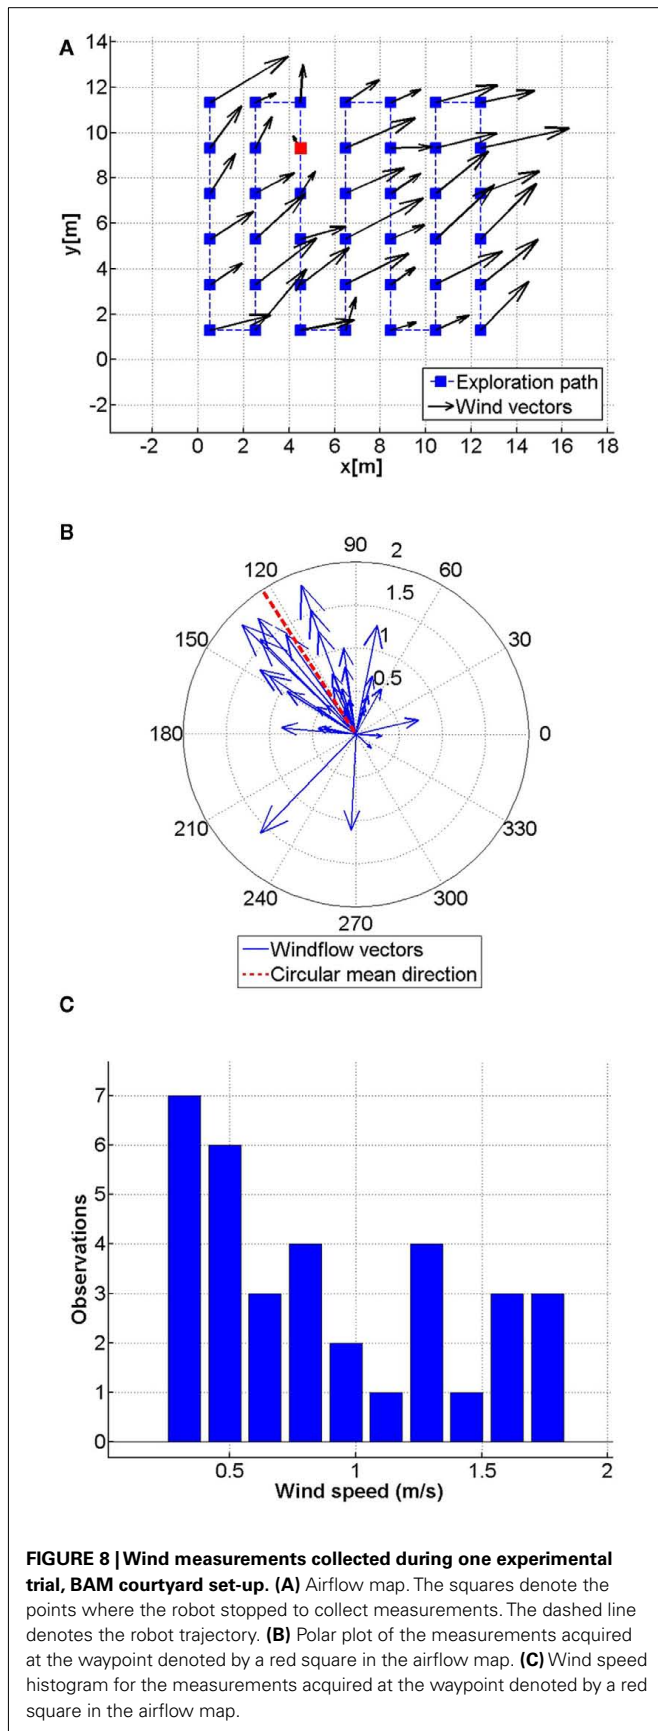 A
14
12
10
8
6
4
2
0
-2
y[m]
-2 0 2 4 6 8 10 12 14 16 18
x[m]
Exploration path
Wind vectors
B
90
2
120
60
1.5
150
1
30
0.5
180
0
210
330
240
300
270
Windflow vectors
Circular mean direction
C
7
6
5
4
3
2
1
0
Observations
0.5 1 1.5 2
Wind speed (m/s)
FIGURE 8 | Wind measurements collected during one experimental
trial, BAM courtyard set-up. (A) Airflow map. The squares denote the
points where the robot stopped to collect measurements. The dashed line
denotes the robot trajectory. (B) Polar plot of the measurements acquired
at the waypoint denoted by a red square in the airflow map. (C) Wind speed
histogram for the measurements acquired at the waypoint denoted by a red
square in the airflow map.